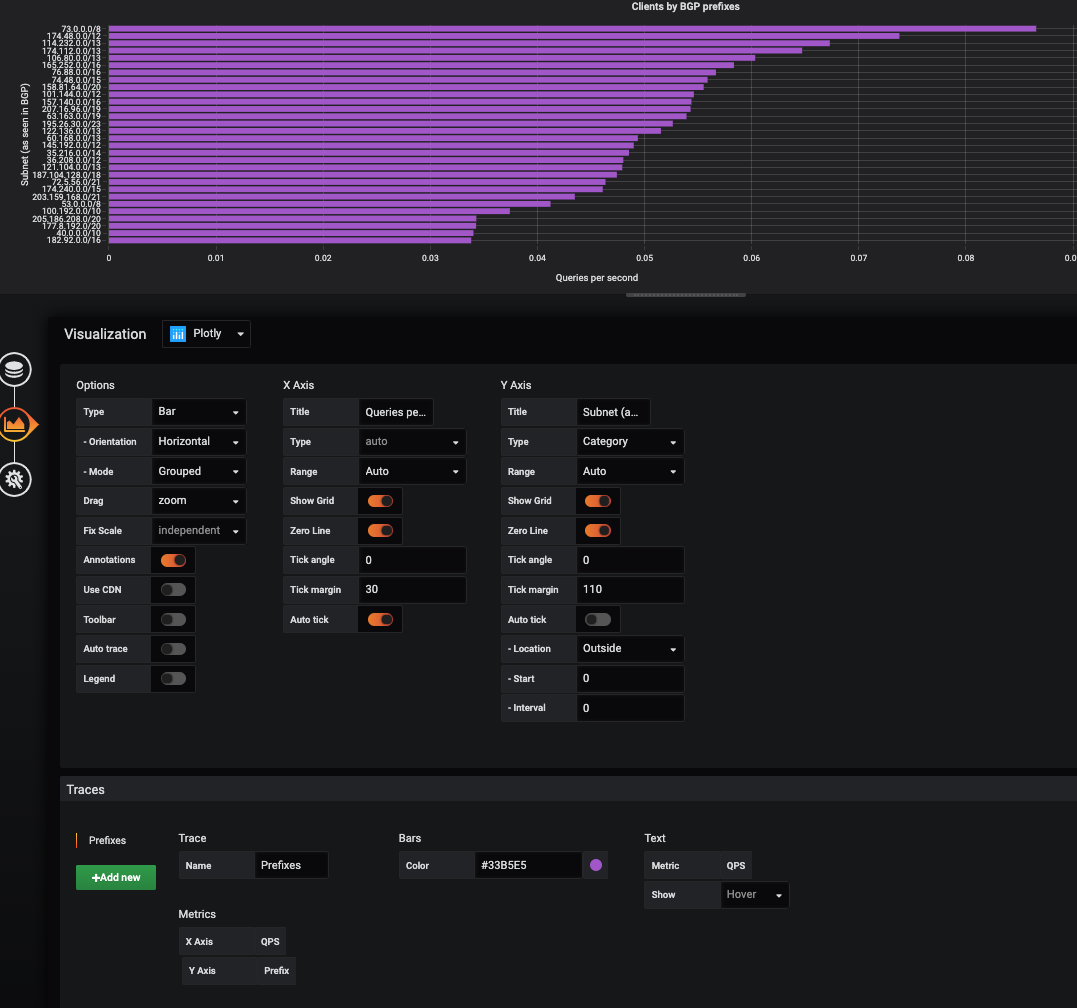 Clients by BGP prefixes
Subnet (as seen in BGP)
73.0.0.0/8
174.48.0.0/12
114.232.0.0/13
174.112.0.0/13
106.80.0.0/13
165.252.0.0/16
76.88.0.0/16
74.48.0.0/15
158.81.64.0/20
101.144.0.0/12
157.140.0.0/16
207.16.96.0/19
63.163.0.0/19
195.26.30.0/23
122.136.0.0/13
60.168.0.0/13
145.192.0.0/12
35.216.0.0/14
36.208.0.0/12
121.104.0.0/13
187.104.128.0/18
72.5.56.0/21
174.240.0.0/15
203.159.168.0/21
53.0.0.0/8
100.192.0.0/10
205.186.208.0/20
177.8.192.0/20
40.0.0.0/10
182.92.0.0/16
0 0.01 0.02 0.03 0.04 0.05 0.06 0.07 0.08 0.0
Queries per second
Visualization Plotly
Options
Type Bar
- Orientation Horizontal
- Mode Grouped
Drag zoom
Fix Scale independent
Annotations
Use CDN
Toolbar
Auto trace
Legend
X Axis
Title Queries pe...
Type auto
Range Auto
Show Grid
Zero Line
Tick angle 0
Tick margin 30
Auto tick
Y Axis
Title Subnet (a...
Type Category
Range Auto
Show Grid
Zero Line
Tick angle 0
Tick margin 110
Auto tick
- Location Outside
- Start 0
- Interval 0
Traces
Prefixes
+Add new
Trace
Name Prefixes
Metrics
X Axis QPS
Y Axis Prefix
Bars
Color #33B5E5
Text
Metric QPS
Show Hover